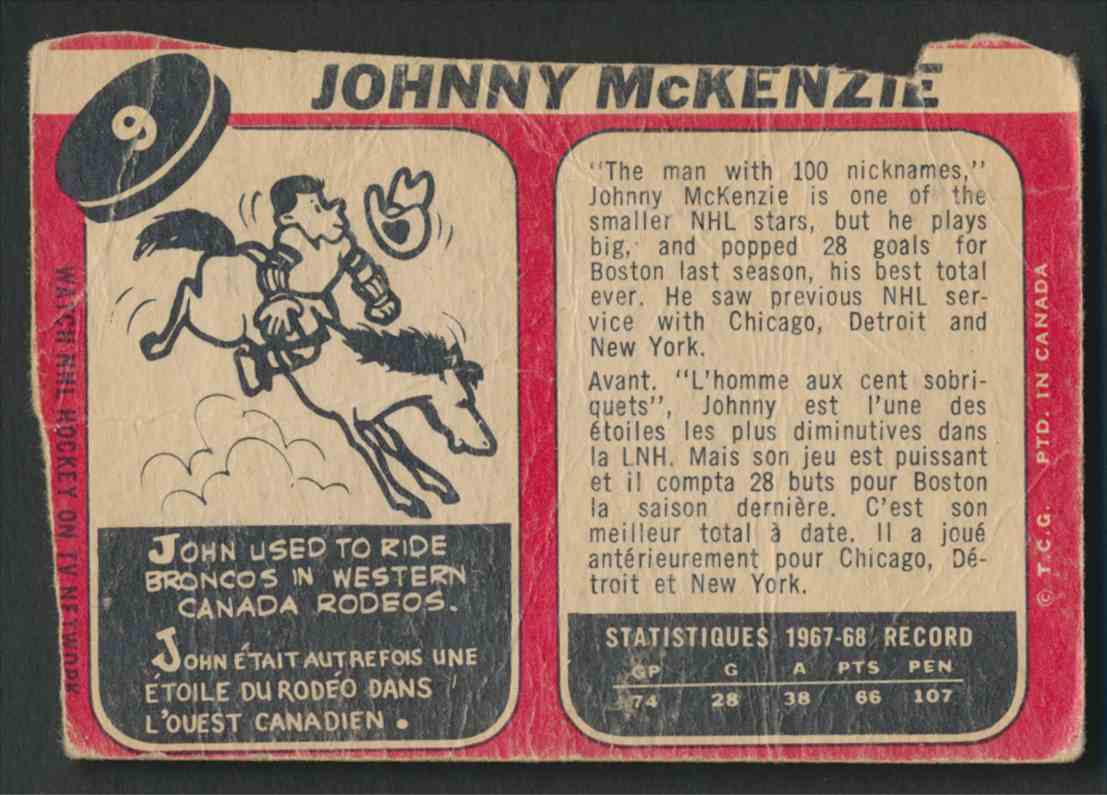 JOHNNY McKENZIE
9
"The man with 100 nicknames,"
Johnny McKenzie is one of the
smaller NHL stars, but he plays
big, and popped 28 goals for
Boston last season, his best total
ever. He saw previous NHL ser-
vice with Chicago, Detroit and
New York.
Avant. "L'homme aux cent sobri-
quets", Johnny est l'une des
étoiles les plus diminutives dans
la LNH. Mais son jeu est puissant
et il compta 28 buts pour Boston
la saison dernière. C'est son
meilleur total à date. Il a joué
antérieurement pour Chicago, Dé-
troit et New York.
JOHN USED TO RIDE
BRONCOS IN WESTERN
CANADA RODEOS.
JOHN ÉTAIT AUTREFOIS UNE
ÉTOILE DU RODÉO DANS
L'OUEST CANADIEN.
STATISTIQUES 1967-68 RECORD
GP G A PTS PEN
74 28 38 66 107
WATCH NHL HOCKEY ON TV NETWORK
© T.C.G. PTD. IN CANADA